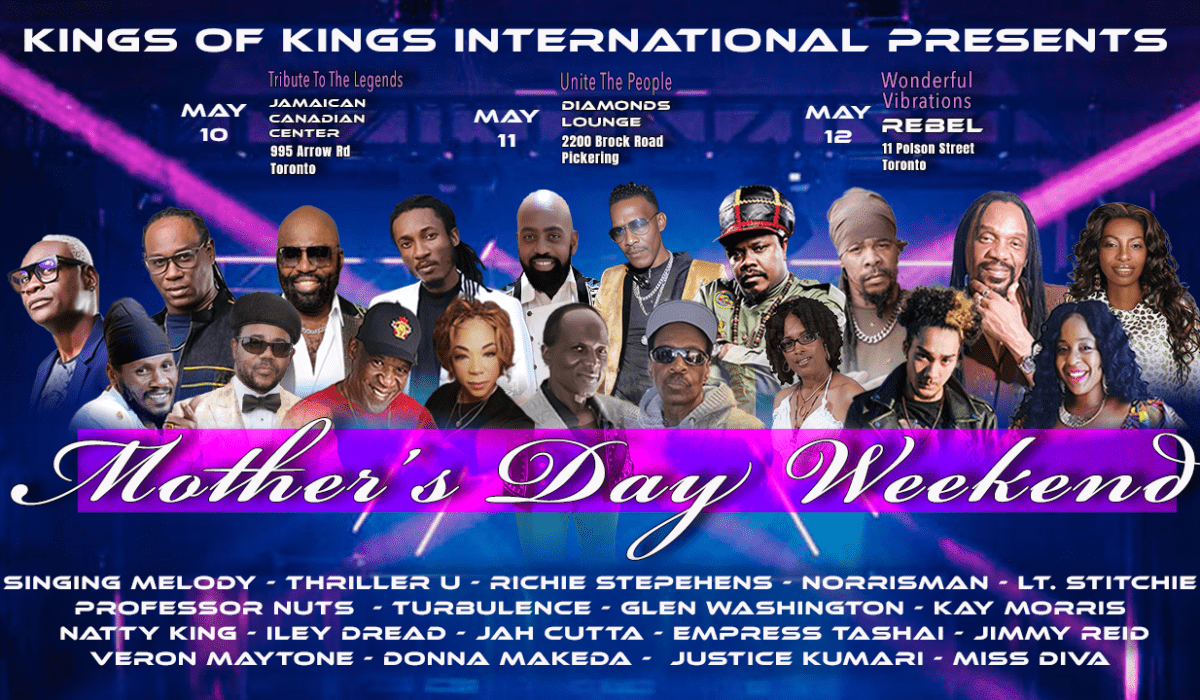 KINGS OF KINGS INTERNATIONAL PRESENTS
MAY
10
Tribute To The Legends
JAMAICAN
CANADIAN
CENTER
995 Arrow Rd
Toronto
MAY
11
Unite The People
DIAMONDS
LOUNGE
2200 Brock Road
Pickering
MAY
12
Wonderful
Vibrations
REBEL
11 Polson Street
Toronto
Mother's Day Weekend
SINGING MELODY - THRILLER U - RICHIE STEPEHENS - NORRISMAN - LT. STITCHIE
PROFESSOR NUTS - TURBULENCE - GLEN WASHINGTON - KAY MORRIS
NATTY KING - ILEY DREAD - JAH CUTTA - EMPRESS TASHAI - JIMMY REID
VERON MAYTONE - DONNA MAKEDA - JUSTICE KUMARI - MISS DIVA